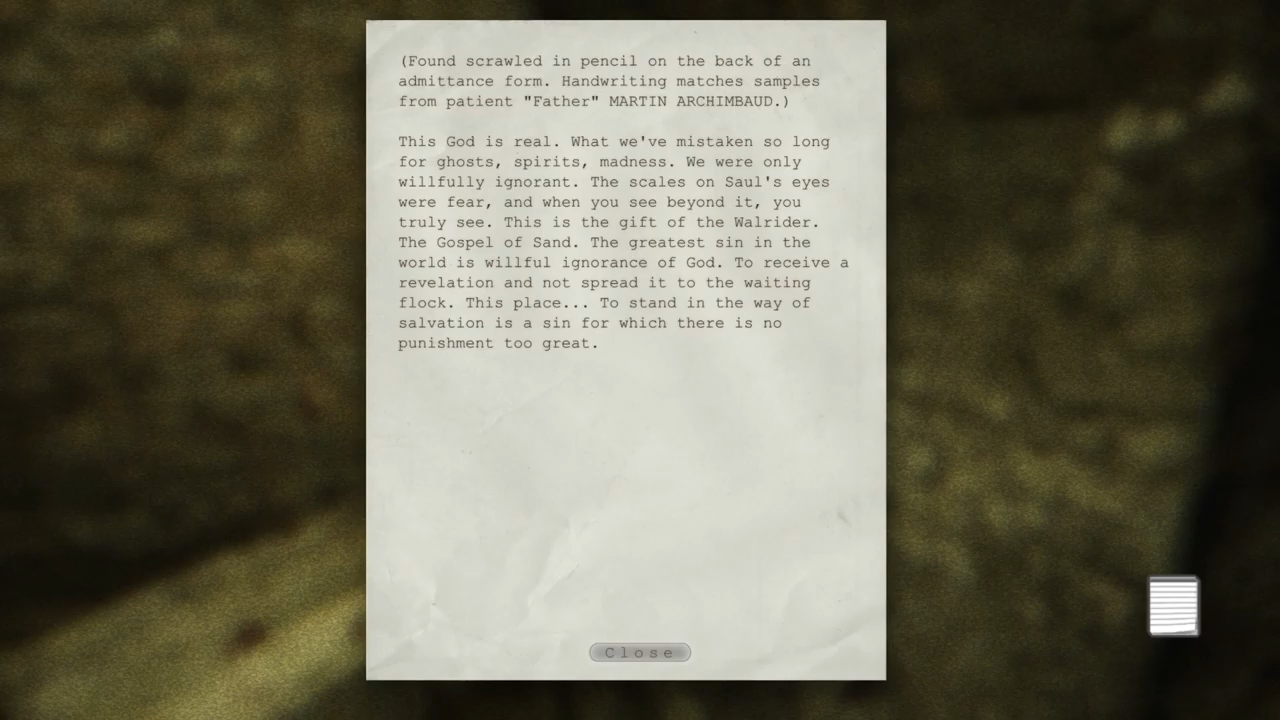 (Found scrawled in pencil on the back of an
admittance form. Handwriting matches samples
from patient "Father" MARTIN ARCHIMBAUD.)
This God is real. What we've mistaken so long
for ghosts, spirits, madness. We were only
willfully ignorant. The scales on Saul's eyes
were fear, and when you see beyond it, you
truly see. This is the gift of the Walrider.
The Gospel of Sand. The greatest sin in the
world is willful ignorance of God. To receive a
revelation and not spread it to the waiting
flock. This place... To stand in the way of
salvation is a sin for which there is no
punishment too great.
Close